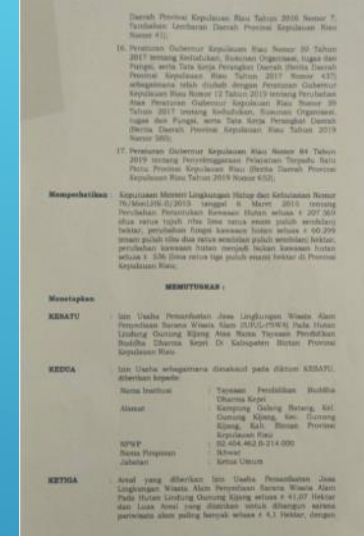 Daerah Provinsi Kepulauan Riau Tahun 2016 Nomor 7,
Tambahan Lembaran Daerah Provinsi Kepulauan Riau
Nomor 41);
16. Peraturan Gubernur Kepulauan Riau Nomor 59 Tahun
2017 tentang Kedudukan, Susunan Organisasi, tugas dan
Fungsi, serta Tata Kerja Perangkat Daerah (Berita Daerah
Provinsi Kepulauan Riau Tahun 2017 Nomor 437)
sebagaimana telah diubah dengan Peraturan Gubernur
Kepulauan Riau Nomor 12 Tahun 2019 tentang Perubahan
Atas Peraturan Gubernur Kepulauan Riau Nomor 59
Tahun 2017 tentang Kedudukan, Susunan Organisasi,
tugas dan Fungsi, serta Tata Kerja Perangkat Daerah
(Berita Daerah Provinsi Kepulauan Riau Tahun 2019
Nomor 580);
17. Peraturan Gubernur Kepulauan Riau Nomor 84 Tahun
2019 tentang Penyelenggaraan Pelayanan Terpadu Satu
Pintu Provinsi Kepulauan Riau (Berita Daerah Provinsi
Kepulauan Riau Tahun 2019 Nomor 652);
Memperhatikan : Keputusan Menteri Lingkungan Hidup dan Kehutanan Nomor
76/MenLHK-II/2015 tanggal 6 Maret 2015 tentang
Perubahan Peruntukan Kawasan Hutan seluas ± 207.569
(dua ratus tujuh ribu lima ratus enam puluh sembilan)
hektar, perubahan fungsi kawasan hutan seluas ± 60.299
(enam puluh ribu dua ratus sembilan puluh sembilan) hektar,
perubahan kawasan hutan menjadi bukan kawasan hutan
seluas ± 536 (lima ratus tiga puluh enam) hektar di Provinsi
Kepulauan Riau;
MEMUTUSKAN :
Menetapkan
KESATU : Izin Usaha Pemanfaatan Jasa Lingkungan Wisata Alam
Penyediaan Sarana Wisata Alam (IUPJL-PSWA) Pada Hutan
Lindung Gunung Kijang Atas Nama Yayasan Pendidikan
Buddha Dharma Kepri Di Kabupaten Bintan Provinsi
Kepulauan Riau
KEDUA : Izin Usaha sebagaimana dimaksud pada diktum KESATU,
diberikan kepada:
Nama Institusi : Yayasan Pendidikan Buddha
Dharma Kepri
Alamat : Kampung Galang Batang, Kel.
Gunung Kijang, Kec. Gunung
Kijang, Kab. Bintan Provinsi
Kepulauan Riau
NPWP : 02.404.462.0-214.000
Nama Pimpinan : Ikhwat
Jabatan : Ketua Umum
KETIGA : Areal yang diberikan Izin Usaha Pemanfaatan Jasa
Lingkungan Wisata Alam Penyediaan Sarana Wisata Alam
Pada Hutan Lindung Gunung Kijang seluas ± 41,07 Hektar
dan Luas Areal yang diizinkan untuk dibangun sarana
pariwisata alam paling banyak seluas ± 4,1 Hektar, dengan